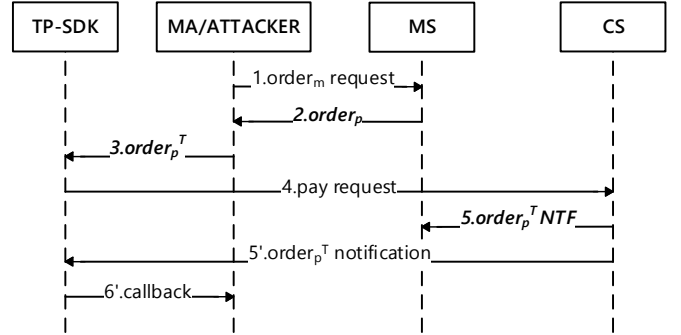 TP-SDK
MA/ATTACKER
MS
CS
1.orderₘ request
2.orderₚ
3.orderₚᵀ
4.pay request
5.orderₚᵀ NTF
5'.orderₚᵀ notification
6'.callback